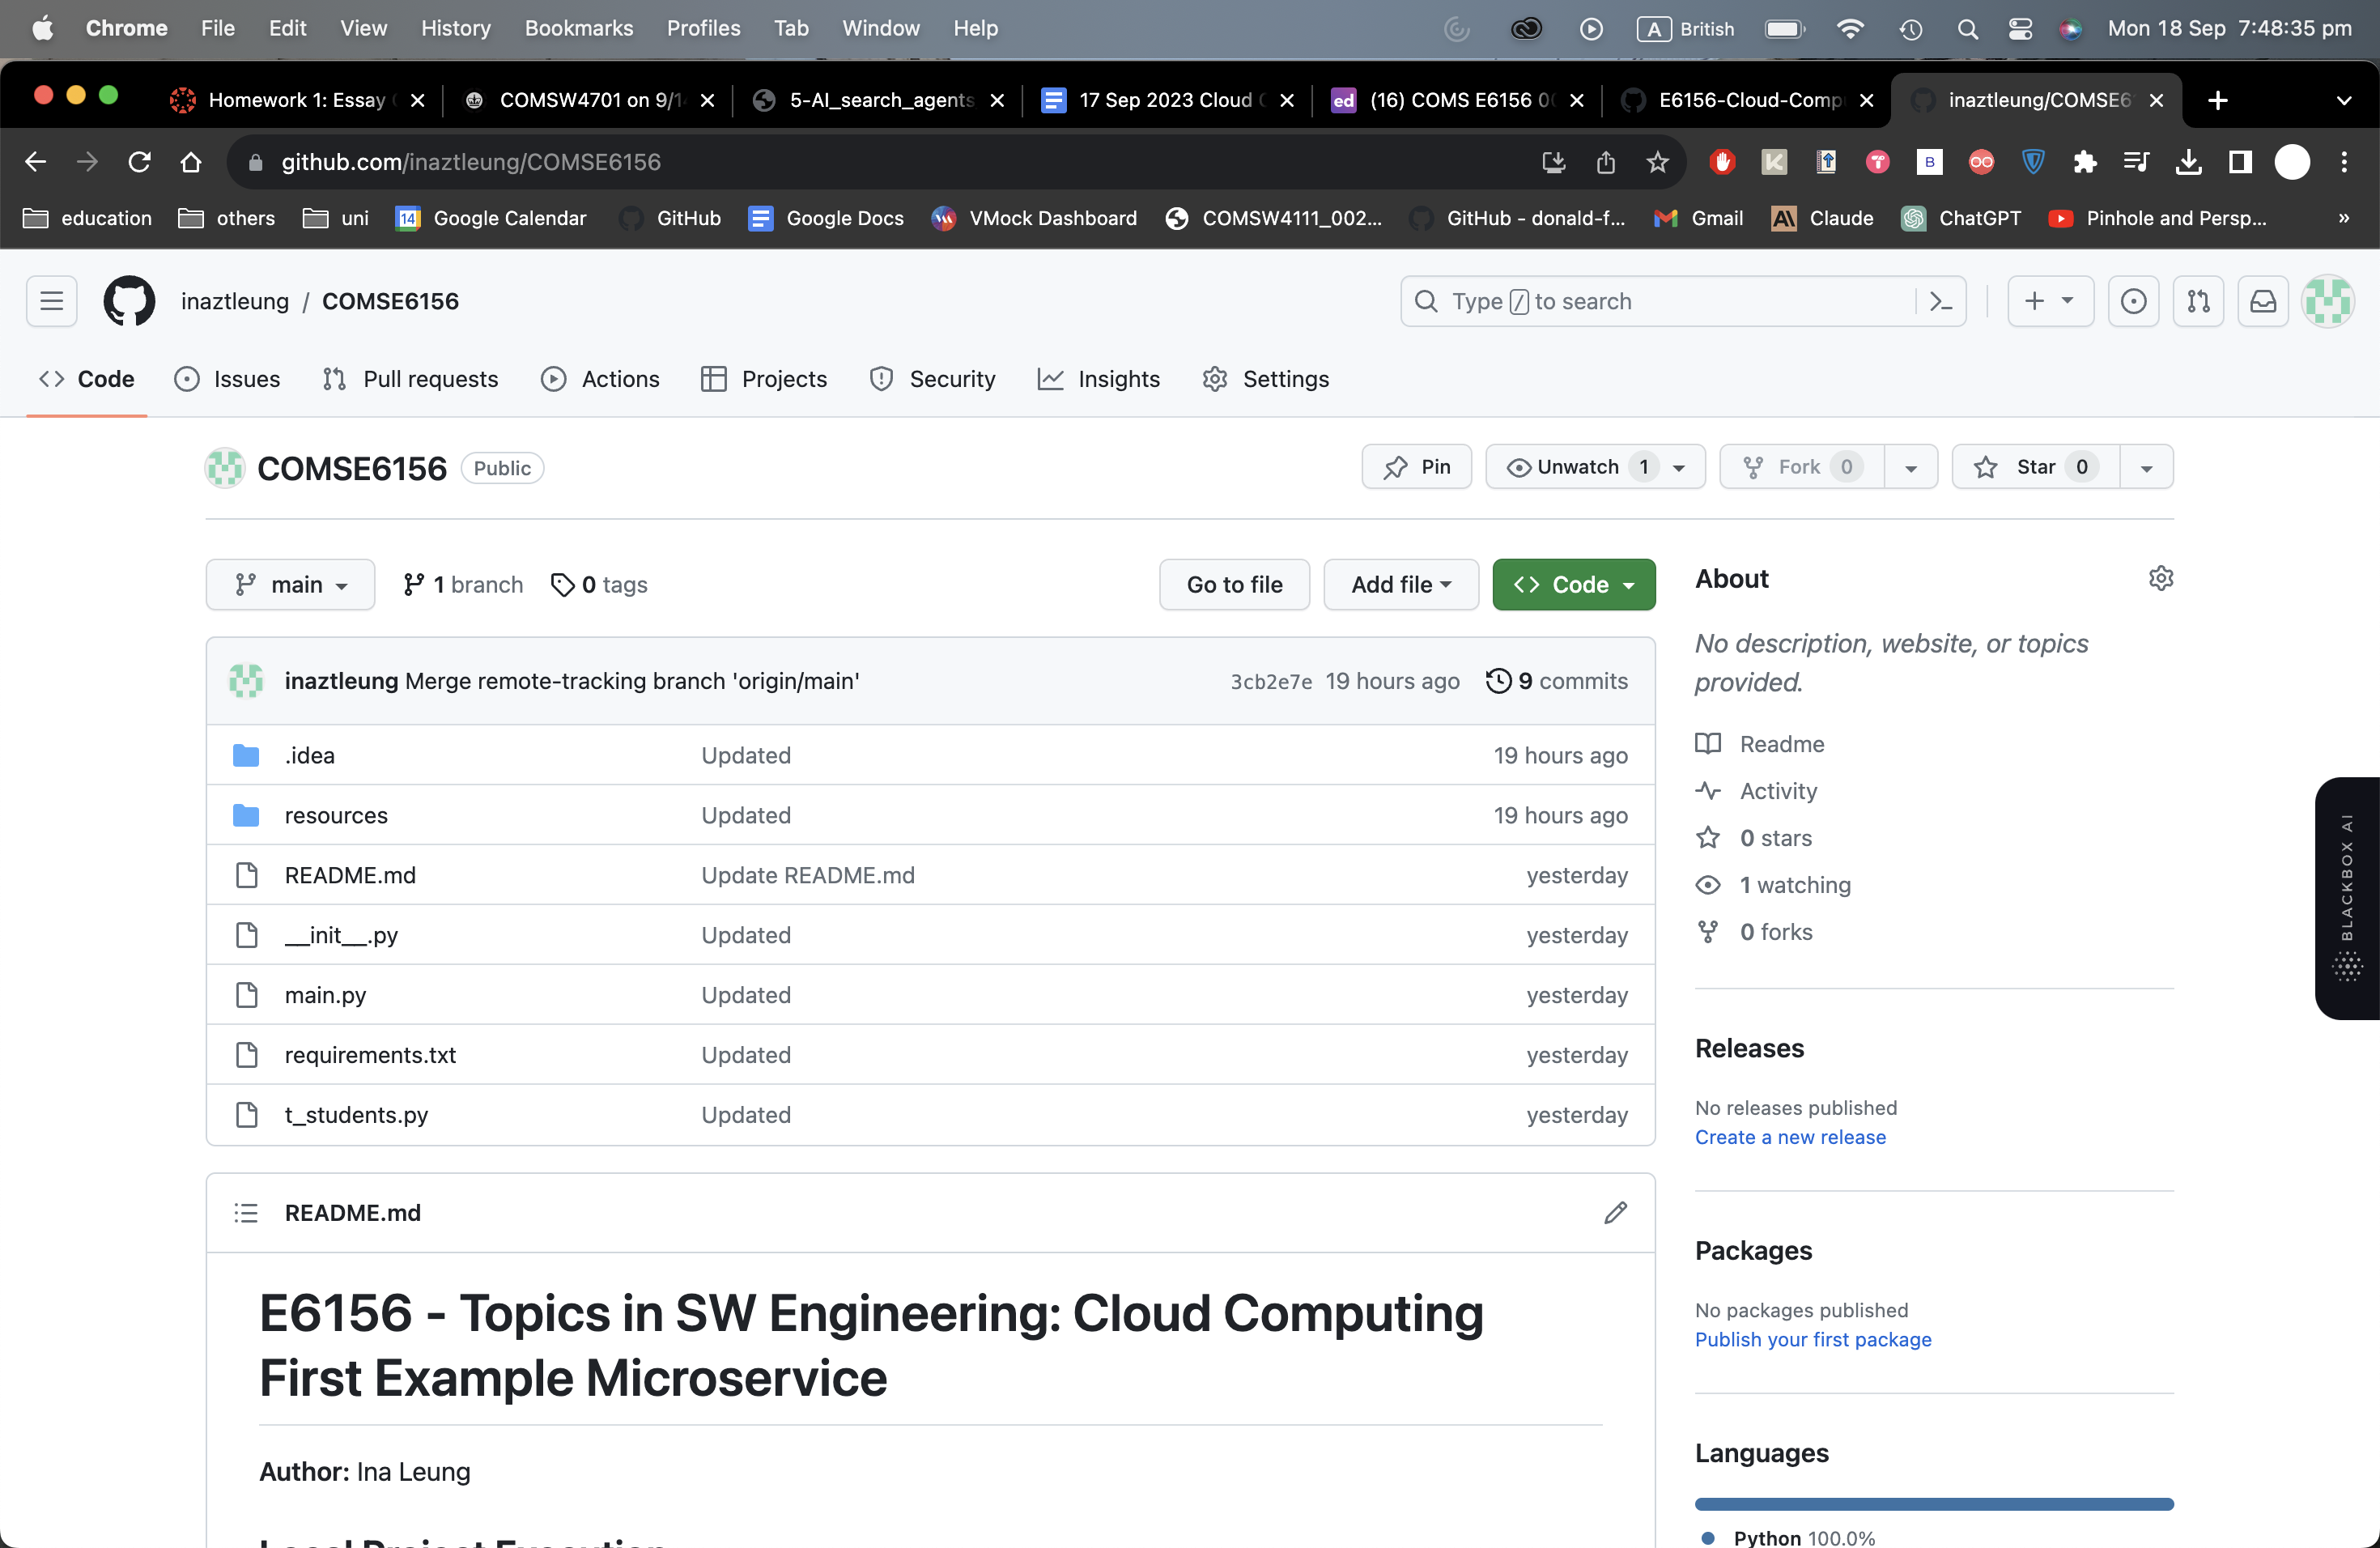 Chrome File Edit View History Bookmarks Profiles Tab Window Help A British Mon 18 Sep 7:48:35 pm
Homework 1: Essay COMSW4701 on 9/1 5-AI_search_agents 17 Sep 2023 Cloud ed (16) COMS E6156 E6156-Cloud-Comp inaztleung/COMSE6
github.com/inaztleung/COMSE6156
education others uni 14 Google Calendar GitHub Google Docs VMock Dashboard COMSW4111_002... GitHub - donald-f... Gmail Claude ChatGPT Pinhole and Persp... »
inaztleung / COMSE6156 Type / to search
Code Issues Pull requests Actions Projects Security Insights Settings
COMSE6156 Public Pin Unwatch 1 Fork 0 Star 0
main 1 branch 0 tags Go to file Add file Code
inaztleung Merge remote-tracking branch 'origin/main' 3cb2e7e 19 hours ago 9 commits
.idea Updated 19 hours ago
resources Updated 19 hours ago
README.md Update README.md yesterday
__init__.py Updated yesterday
main.py Updated yesterday
requirements.txt Updated yesterday
t_students.py Updated yesterday
README.md
E6156 - Topics in SW Engineering: Cloud Computing
First Example Microservice
Author: Ina Leung
Local Project Execution
About
No description, website, or topics
provided.
Readme
Activity
0 stars
1 watching
0 forks
Releases
No releases published
Create a new release
Packages
No packages published
Publish your first package
Languages
Python 100.0%
BLACKBOX AI